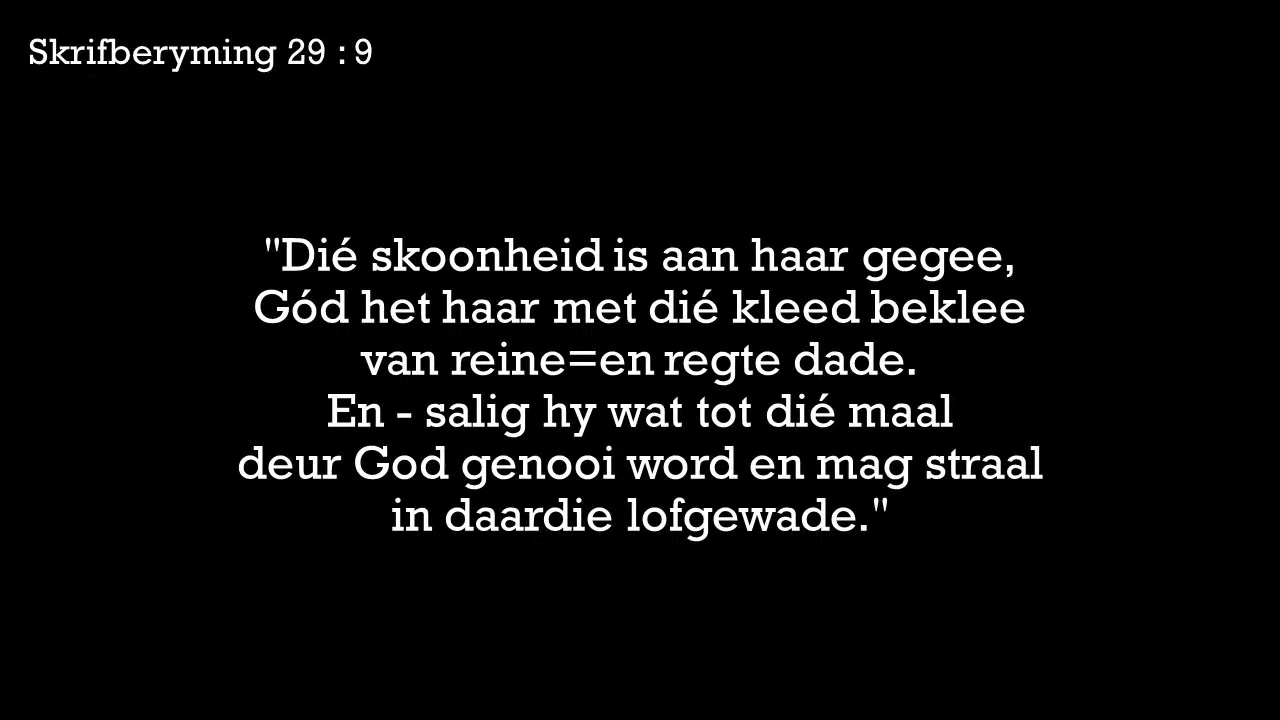 Skrifberyming 29 : 9
"Dié skoonheid is aan haar gegee,
Gód het haar met dié kleed beklee
van reine=en regte dade.
En - salig hy wat tot dié maal
deur God genooi word en mag straal
in daardie lofgewade."